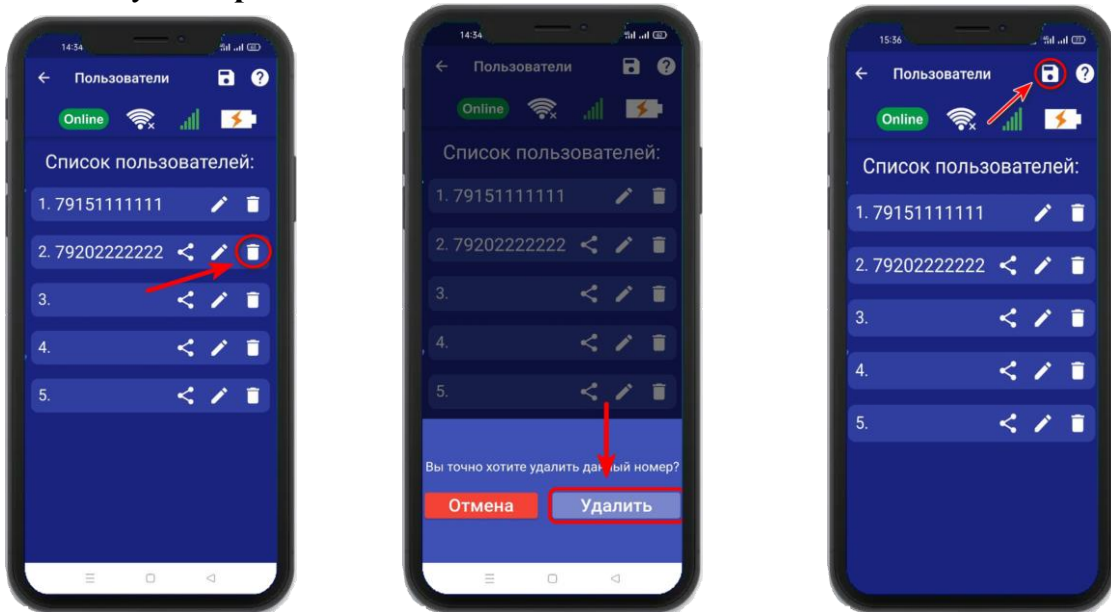 14:34
Пользователи
Online
Список пользователей:
1. 79151111111
2. 79202222222
3.
4.
5.
14:34
Пользователи
Online
Список пользователей:
1. 79151111111
2. 79202222222
3.
4.
5.
Вы точно хотите удалить данный номер?
Отмена Удалить
15:36
Пользователи
Online
Список пользователей:
1. 79151111111
2. 79202222222
3.
4.
5.